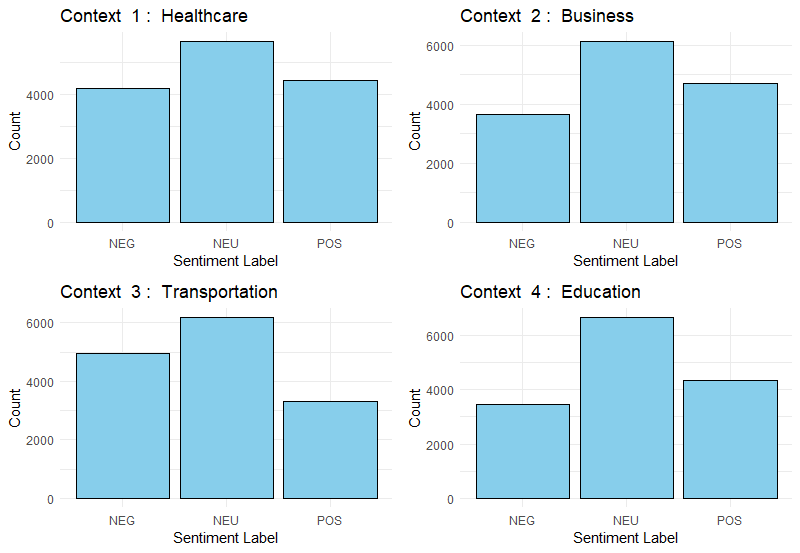 Context 1 : Healthcare
Count
4000
2000
0
NEG NEU POS
Sentiment Label
Context 2 : Business
Count
6000
4000
2000
0
NEG NEU POS
Sentiment Label
Context 3 : Transportation
Count
6000
4000
2000
0
NEG NEU POS
Sentiment Label
Context 4 : Education
Count
6000
4000
2000
0
NEG NEU POS
Sentiment Label